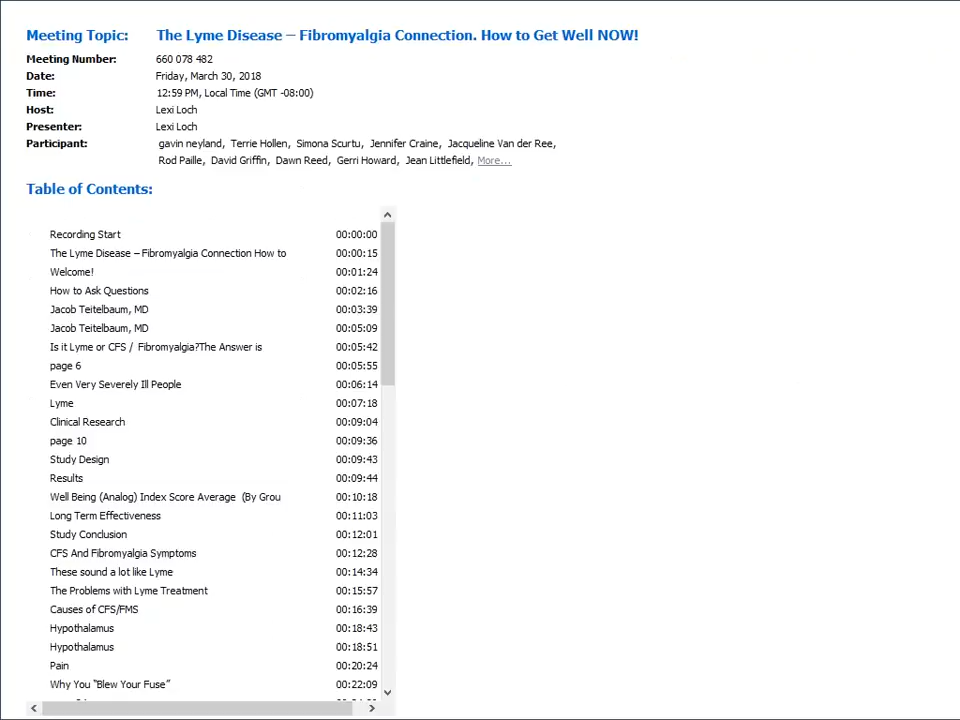 Meeting Topic: The Lyme Disease – Fibromyalgia Connection. How to Get Well NOW!
Meeting Number: 660 078 482
Date: Friday, March 30, 2018
Time: 12:59 PM, Local Time (GMT -08:00)
Host: Lexi Loch
Presenter: Lexi Loch
Participant: gavin neyland, Terrie Hollen, Simona Scurtu, Jennifer Craine, Jacqueline Van der Ree,
Rod Paille, David Griffin, Dawn Reed, Gerri Howard, Jean Littlefield, More...
Table of Contents:
Recording Start 00:00:00
The Lyme Disease – Fibromyalgia Connection How to 00:00:15
Welcome! 00:01:24
How to Ask Questions 00:02:16
Jacob Teitelbaum, MD 00:03:39
Jacob Teitelbaum, MD 00:05:09
Is it Lyme or CFS / Fibromyalgia?The Answer is 00:05:42
page 6 00:05:55
Even Very Severely Ill People 00:06:14
Lyme 00:07:18
Clinical Research 00:09:04
page 10 00:09:36
Study Design 00:09:43
Results 00:09:44
Well Being (Analog) Index Score Average (By Grou 00:10:18
Long Term Effectiveness 00:11:03
Study Conclusion 00:12:01
CFS And Fibromyalgia Symptoms 00:12:28
These sound a lot like Lyme 00:14:34
The Problems with Lyme Treatment 00:15:57
Causes of CFS/FMS 00:16:39
Hypothalamus 00:18:43
Hypothalamus 00:18:51
Pain 00:20:24
Why You “Blew Your Fuse” 00:22:09